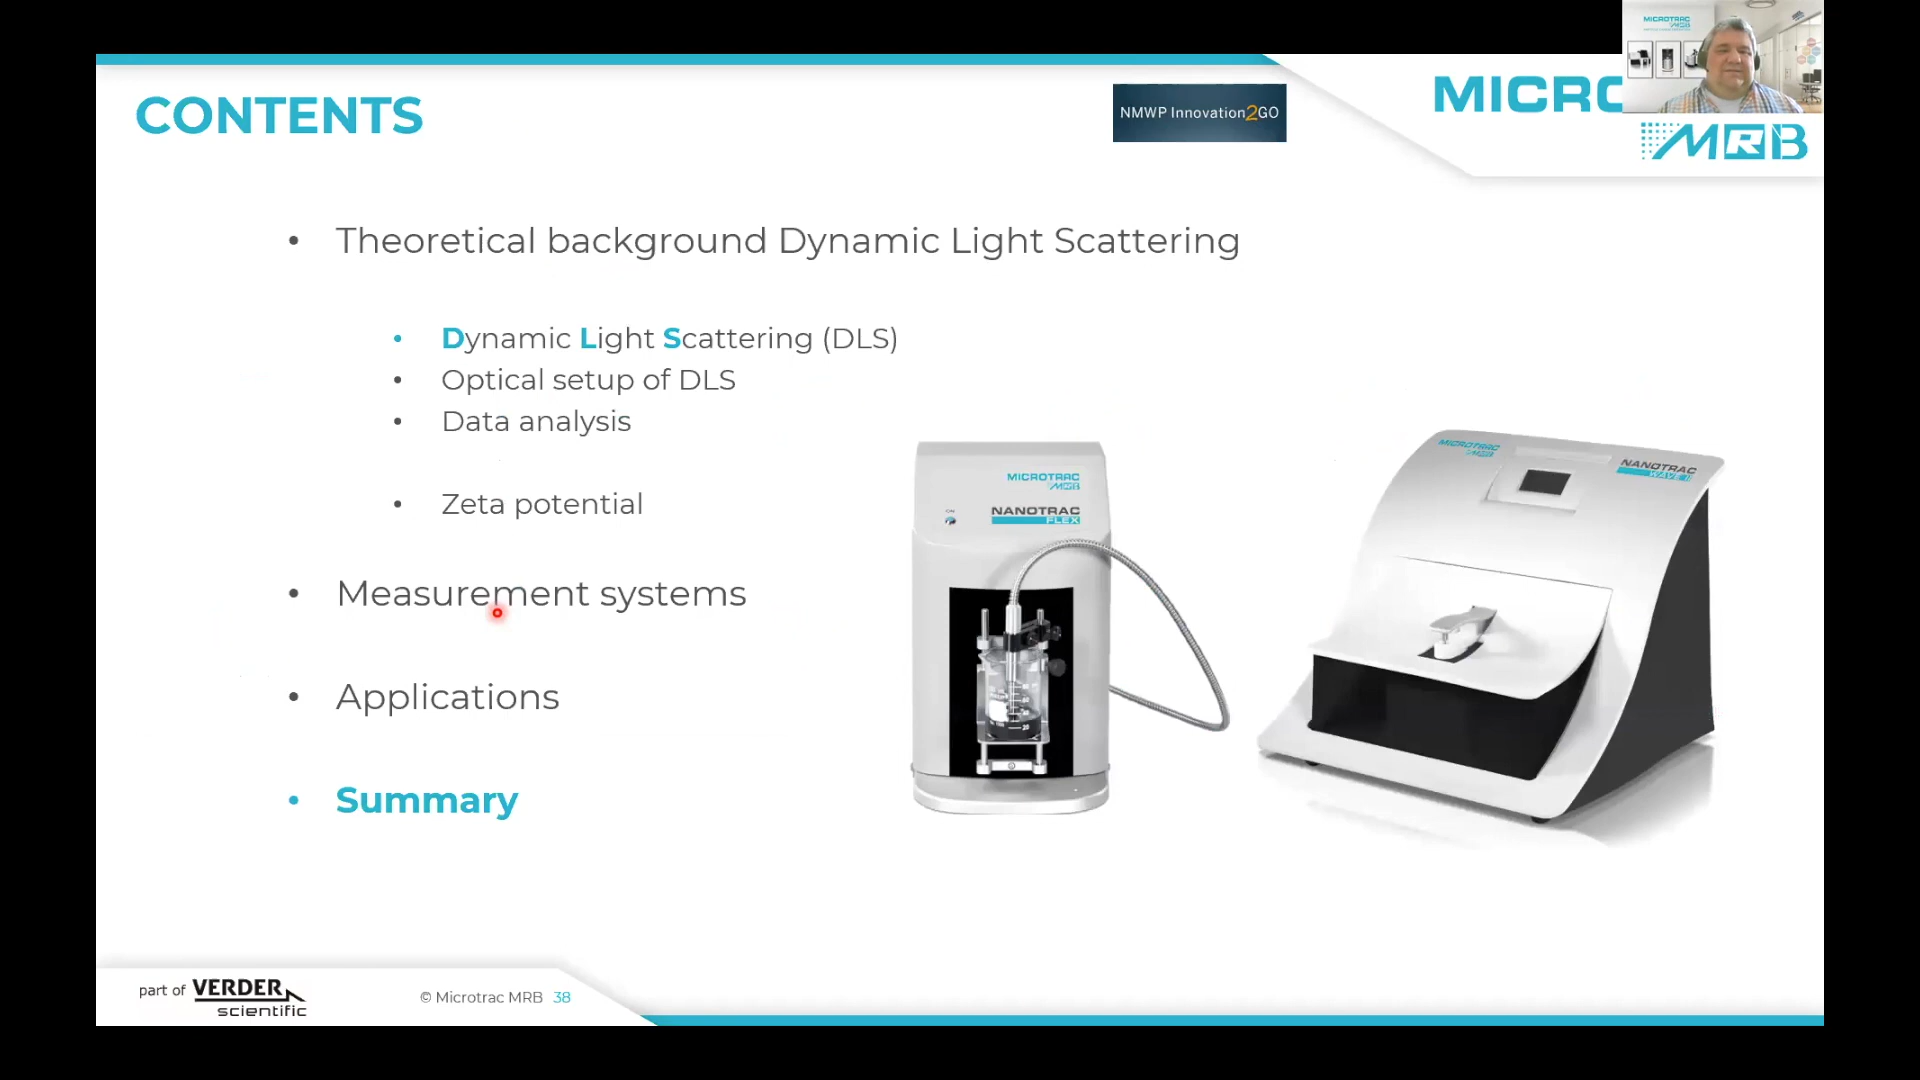 CONTENTS
NMWP Innovation2GO
MICRO
MRB
MICROTRAC
MRB
• Theoretical background Dynamic Light Scattering
• Dynamic Light Scattering (DLS)
• Optical setup of DLS
• Data analysis
• Zeta potential
• Measurement systems
• Applications
• Summary
MICROTRAC
MRB
NANOTRAC
FLEX
MICROTRAC
MRB
NANOTRAC
WAVE II
part of VERDER
scientific
© Microtrac MRB 38